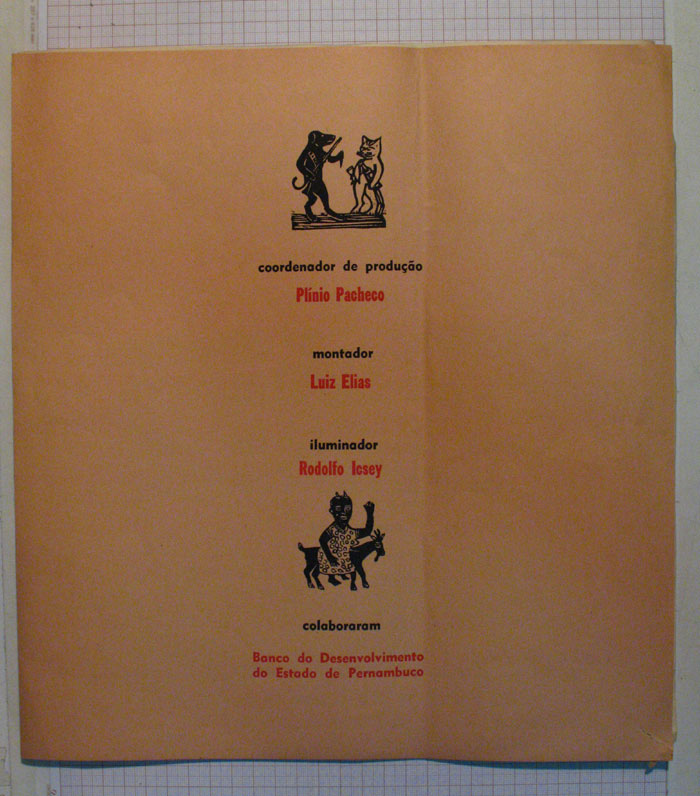 coordenador de produção
Plínio Pacheco
montador
Luiz Elias
iluminador
Rodolfo Icsey
colaboraram
Banco do Desenvolvimento
do Estado de Pernambuco